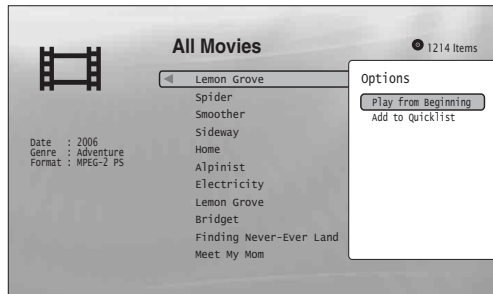 All Movies
1214 Items
Lemon Grove
Spider
Smoother
Sideway
Home
Alpinist
Electricity
Lemon Grove
Bridget
Finding Never-Ever Land
Meet My Mom
Date : 2006
Genre : Adventure
Format : MPEG-2 PS
Options
Play from Beginning
Add to Quicklist